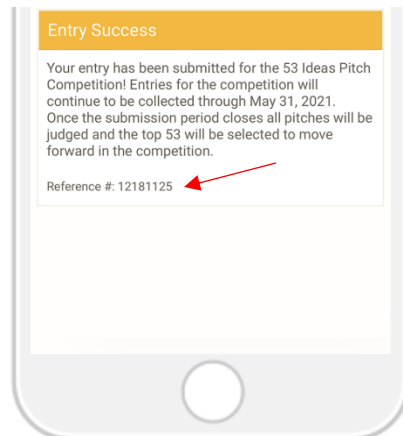 Entry Success
Your entry has been submitted for the 53 Ideas Pitch
Competition! Entries for the competition will
continue to be collected through May 31, 2021.
Once the submission period closes all pitches will be
judged and the top 53 will be selected to move
forward in the competition.
Reference #: 12181125